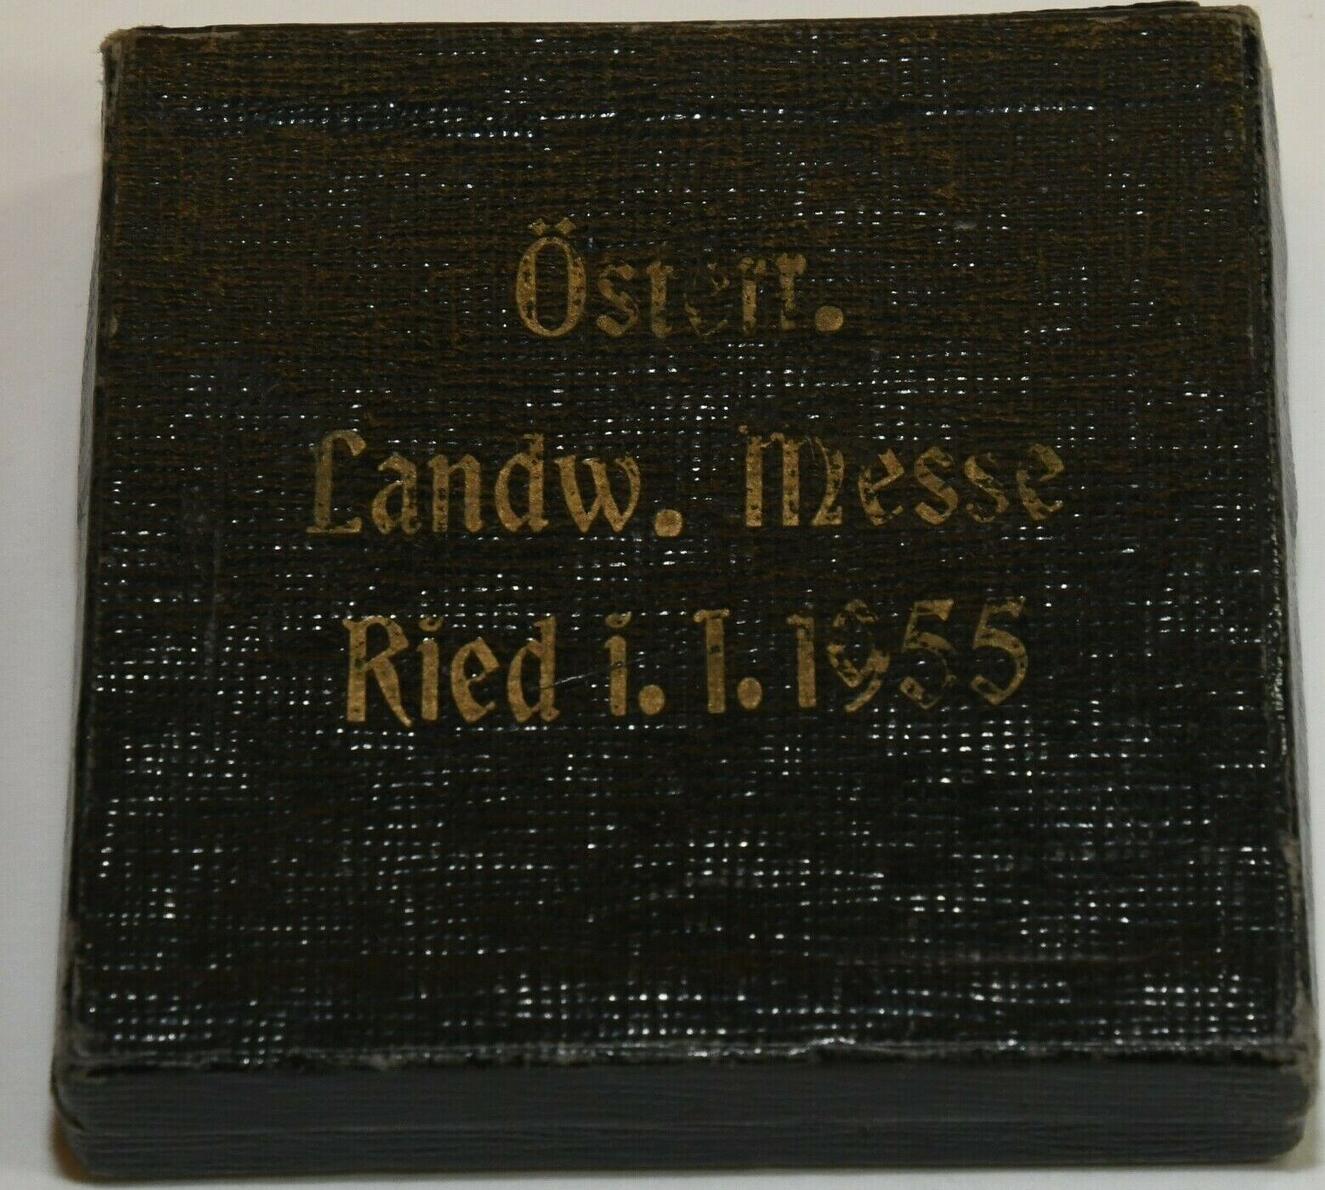 Österr.
Landw. Messe
Ried i. I. 1955